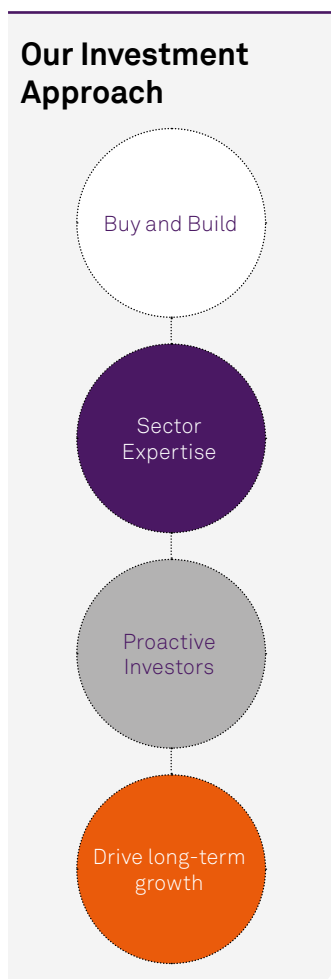 Our Investment
Approach
Buy and Build
Sector
Expertise
Proactive
Investors
Drive long-term
growth